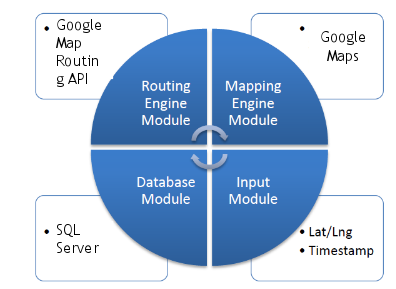 • Google
Map
Routin
g API
• Google
Maps
Routing
Engine
Module
Mapping
Engine
Module
Database
Module
Input
Module
• SQL
Server
• Lat/Lng
• Timestamp